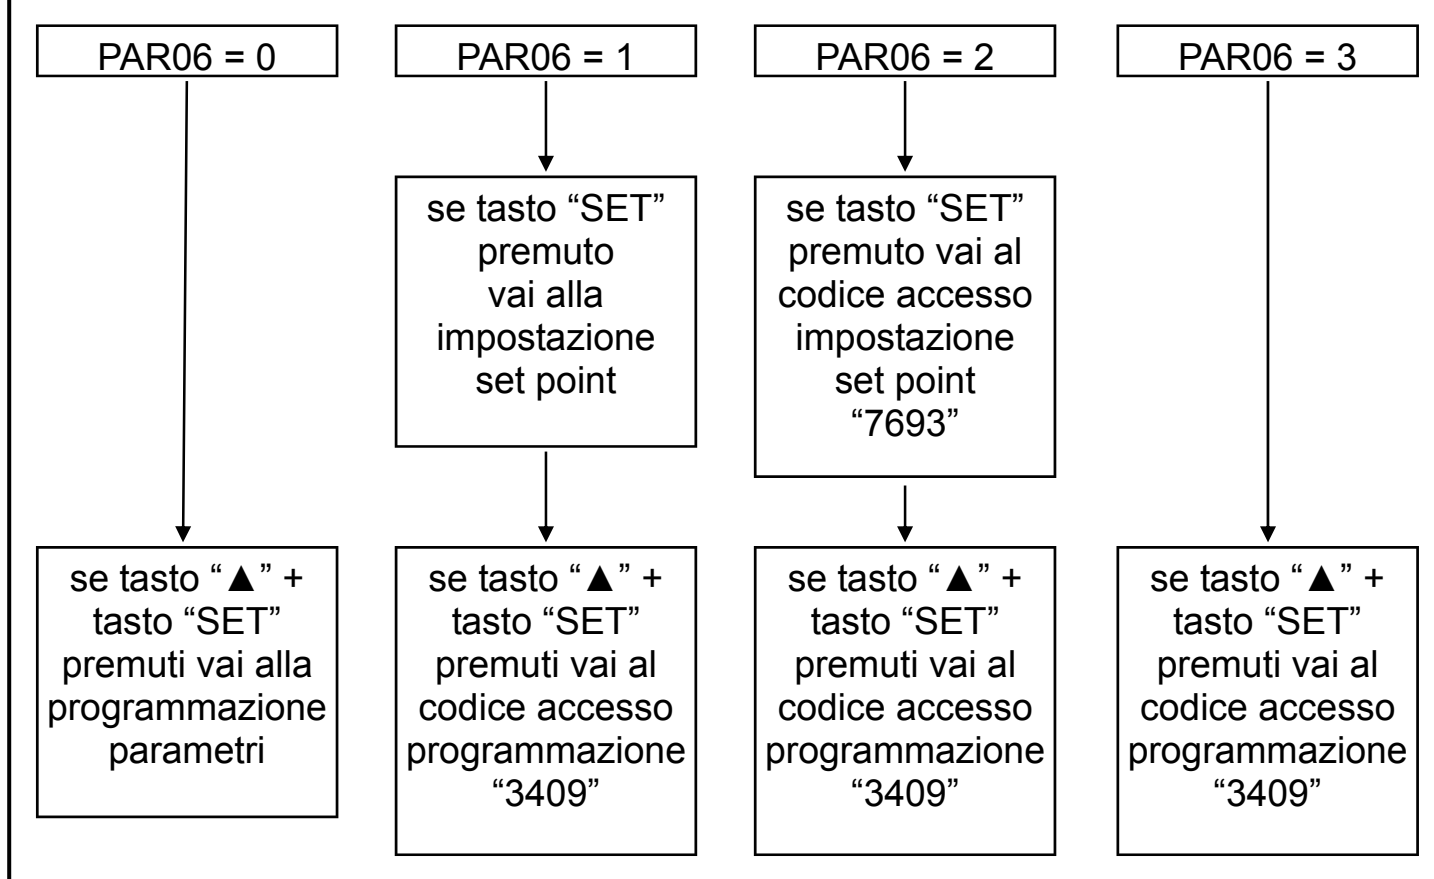 PAR06 = 0
PAR06 = 1
PAR06 = 2
PAR06 = 3
se tasto “SET”
premuto
vai alla
impostazione
set point
se tasto “SET”
premuto vai al
codice accesso
impostazione
set point
“7693”
se tasto “▲” +
tasto “SET”
premuti vai alla
programmazione
parametri
se tasto “▲” +
tasto “SET”
premuti vai al
codice accesso
programmazione
“3409”
se tasto “▲” +
tasto “SET”
premuti vai al
codice accesso
programmazione
“3409”
se tasto “▲” +
tasto “SET”
premuti vai al
codice accesso
programmazione
“3409”